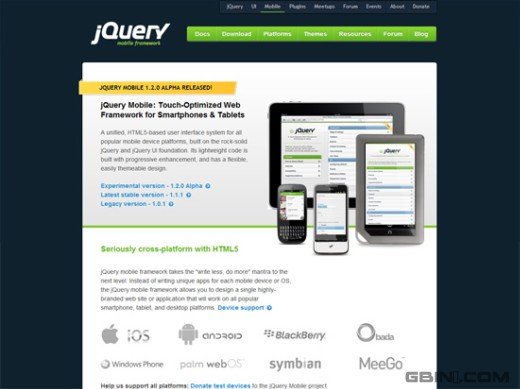 jQuery UI Mobile Plugins Meetups Forum Events About Donate
jQuery
mobile framework
Docs Download Platforms Themes Resources Forum Blog
JQUERY MOBILE 1.2.0 ALPHA RELEASED!
jQuery Mobile: Touch-Optimized Web
Framework for Smartphones & Tablets
A unified, HTML5-based user interface system for all
popular mobile device platforms, built on the rock-solid
jQuery and jQuery UI foundation. Its lightweight code is
built with progressive enhancement, and has a flexible,
easily themeable design.
Experimental version - 1.2.0 Alpha
Latest stable version - 1.1.1
Legacy version - 1.0.1
jQuery
jQuery
Seriously cross-platform with HTML5
jQuery mobile framework takes the "write less, do more" mantra to the
next level. Instead of writing unique apps for each mobile device or OS,
the jQuery mobile framework allows you to design a single highly-
branded web site or application that will work on all popular
smartphone, tablet, and desktop platforms. Device support
iOS android BlackBerry. bada
Windows Phone palm webOS symbian MeeGo
GBIN1.COM
Help us support all platforms: Donate test devices to the jQuery Mobile project